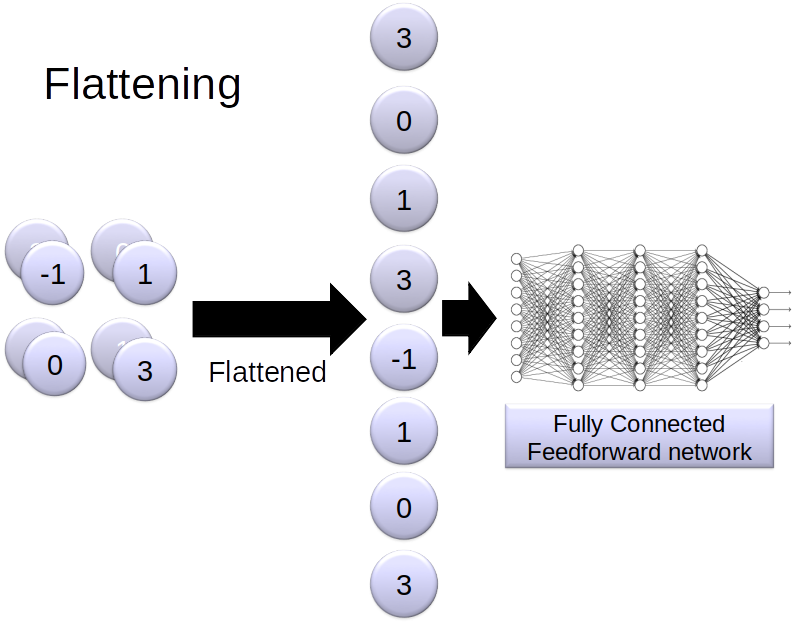 Flattening
-1 1
0 3
Flattened
3
0
1
3
-1
1
0
3
Fully Connected
Feedforward network